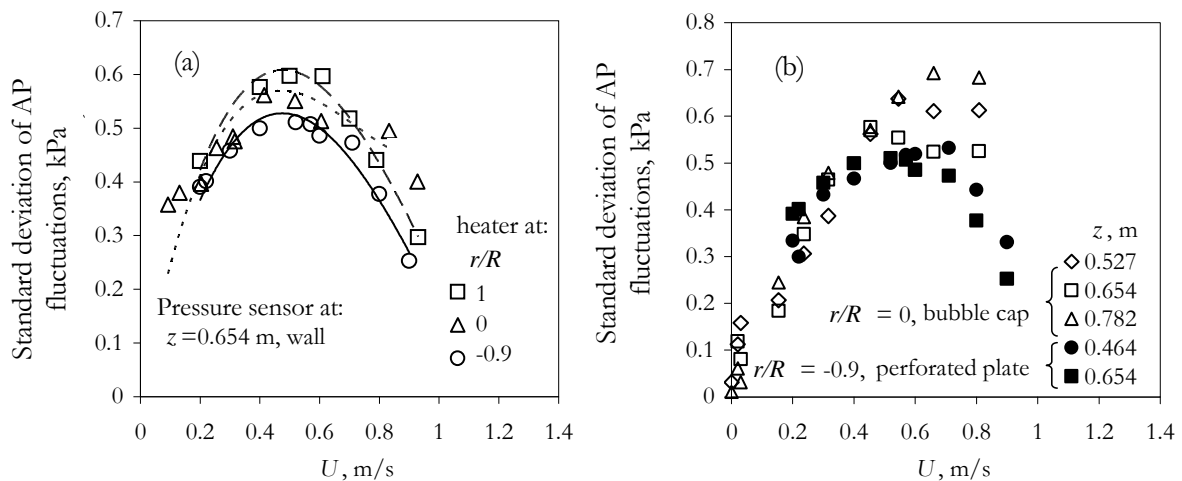 Standard deviation of AP
fluctuations, kPa
0.7
0.6
0.5
0.4
0.3
0.2
0.1
0
(a)
heater at:
r/R
1
0
-0.9
Pressure sensor at:
z=0.654 m, wall
0 0.2 0.4 0.6 0.8 1 1.2 1.4
U, m/s
Standard deviation of AP
fluctuations, kPa
0.8
0.7
0.6
0.5
0.4
0.3
0.2
0.1
0
(b)
z, m
0.527
0.654
r/R = 0, bubble cap
0.782
0.464
r/R = -0.9, perforated plate
0.654
0 0.2 0.4 0.6 0.8 1 1.2 1.4
U, m/s